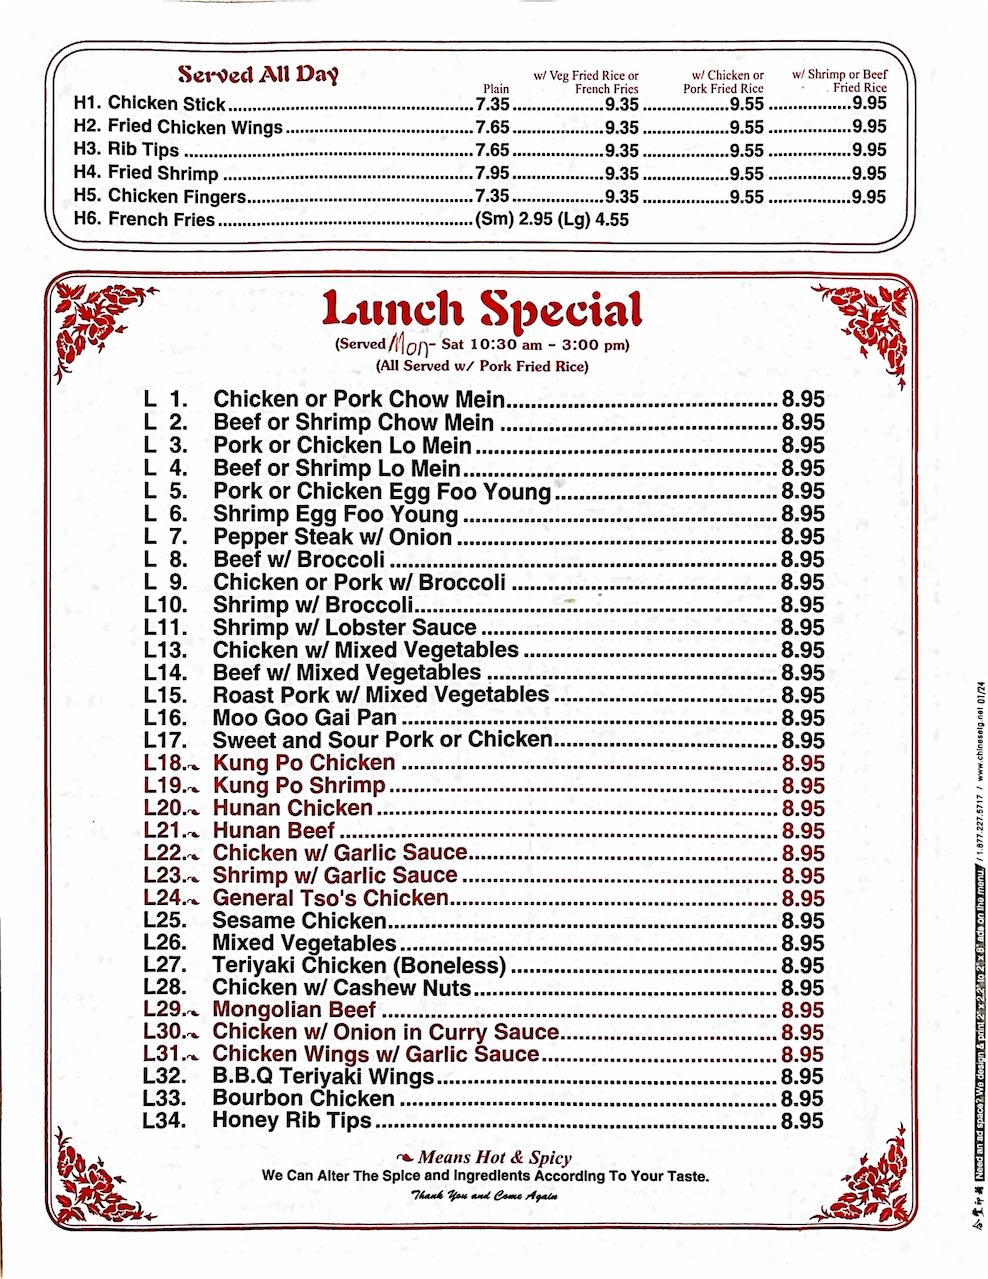 Served All Day
Plain w/ Veg Fried Rice or French Fries w/ Chicken or Pork Fried Rice w/ Shrimp or Beef Fried Rice
H1. Chicken Stick 7.35 9.35 9.55 9.95
H2. Fried Chicken Wings 7.65 9.35 9.55 9.95
H3. Rib Tips 7.65 9.35 9.55 9.95
H4. Fried Shrimp 7.95 9.35 9.55 9.95
H5. Chicken Fingers 7.35 9.35 9.55 9.95
H6. French Fries (Sm) 2.95 (Lg) 4.55
Lunch Special
(Served Mon- Sat 10:30 am - 3:00 pm)
(All Served w/ Pork Fried Rice)
L 1. Chicken or Pork Chow Mein 8.95
L 2. Beef or Shrimp Chow Mein 8.95
L 3. Pork or Chicken Lo Mein 8.95
L 4. Beef or Shrimp Lo Mein 8.95
L 5. Pork or Chicken Egg Foo Young 8.95
L 6. Shrimp Egg Foo Young 8.95
L 7. Pepper Steak w/ Onion 8.95
L 8. Beef w/ Broccoli 8.95
L 9. Chicken or Pork w/ Broccoli 8.95
L10. Shrimp w/ Broccoli 8.95
L11. Shrimp w/ Lobster Sauce 8.95
L13. Chicken w/ Mixed Vegetables 8.95
L14. Beef w/ Mixed Vegetables 8.95
L15. Roast Pork w/ Mixed Vegetables 8.95
L16. Moo Goo Gai Pan 8.95
L17. Sweet and Sour Pork or Chicken 8.95
L18. Kung Po Chicken 8.95
L19. Kung Po Shrimp 8.95
L20. Hunan Chicken 8.95
L21. Hunan Beef 8.95
L22. Chicken w/ Garlic Sauce 8.95
L23. Shrimp w/ Garlic Sauce 8.95
L24. General Tso's Chicken 8.95
L25. Sesame Chicken 8.95
L26. Mixed Vegetables 8.95
L27. Teriyaki Chicken (Boneless) 8.95
L28. Chicken w/ Cashew Nuts 8.95
L29. Mongolian Beef 8.95
L30. Chicken w/ Onion in Curry Sauce 8.95
L31. Chicken Wings w/ Garlic Sauce 8.95
L32. B.B.Q Teriyaki Wings 8.95
L33. Bourbon Chicken 8.95
L34. Honey Rib Tips 8.95
Means Hot & Spicy
We Can Alter The Spice and Ingredients According To Your Taste.
Thank You and Come Again
Need an ad space? We design & print 2" x 2.2" to 2" x 8" ads on the menu / 1.877.227.5717 / www.chinesetg.net 01/24